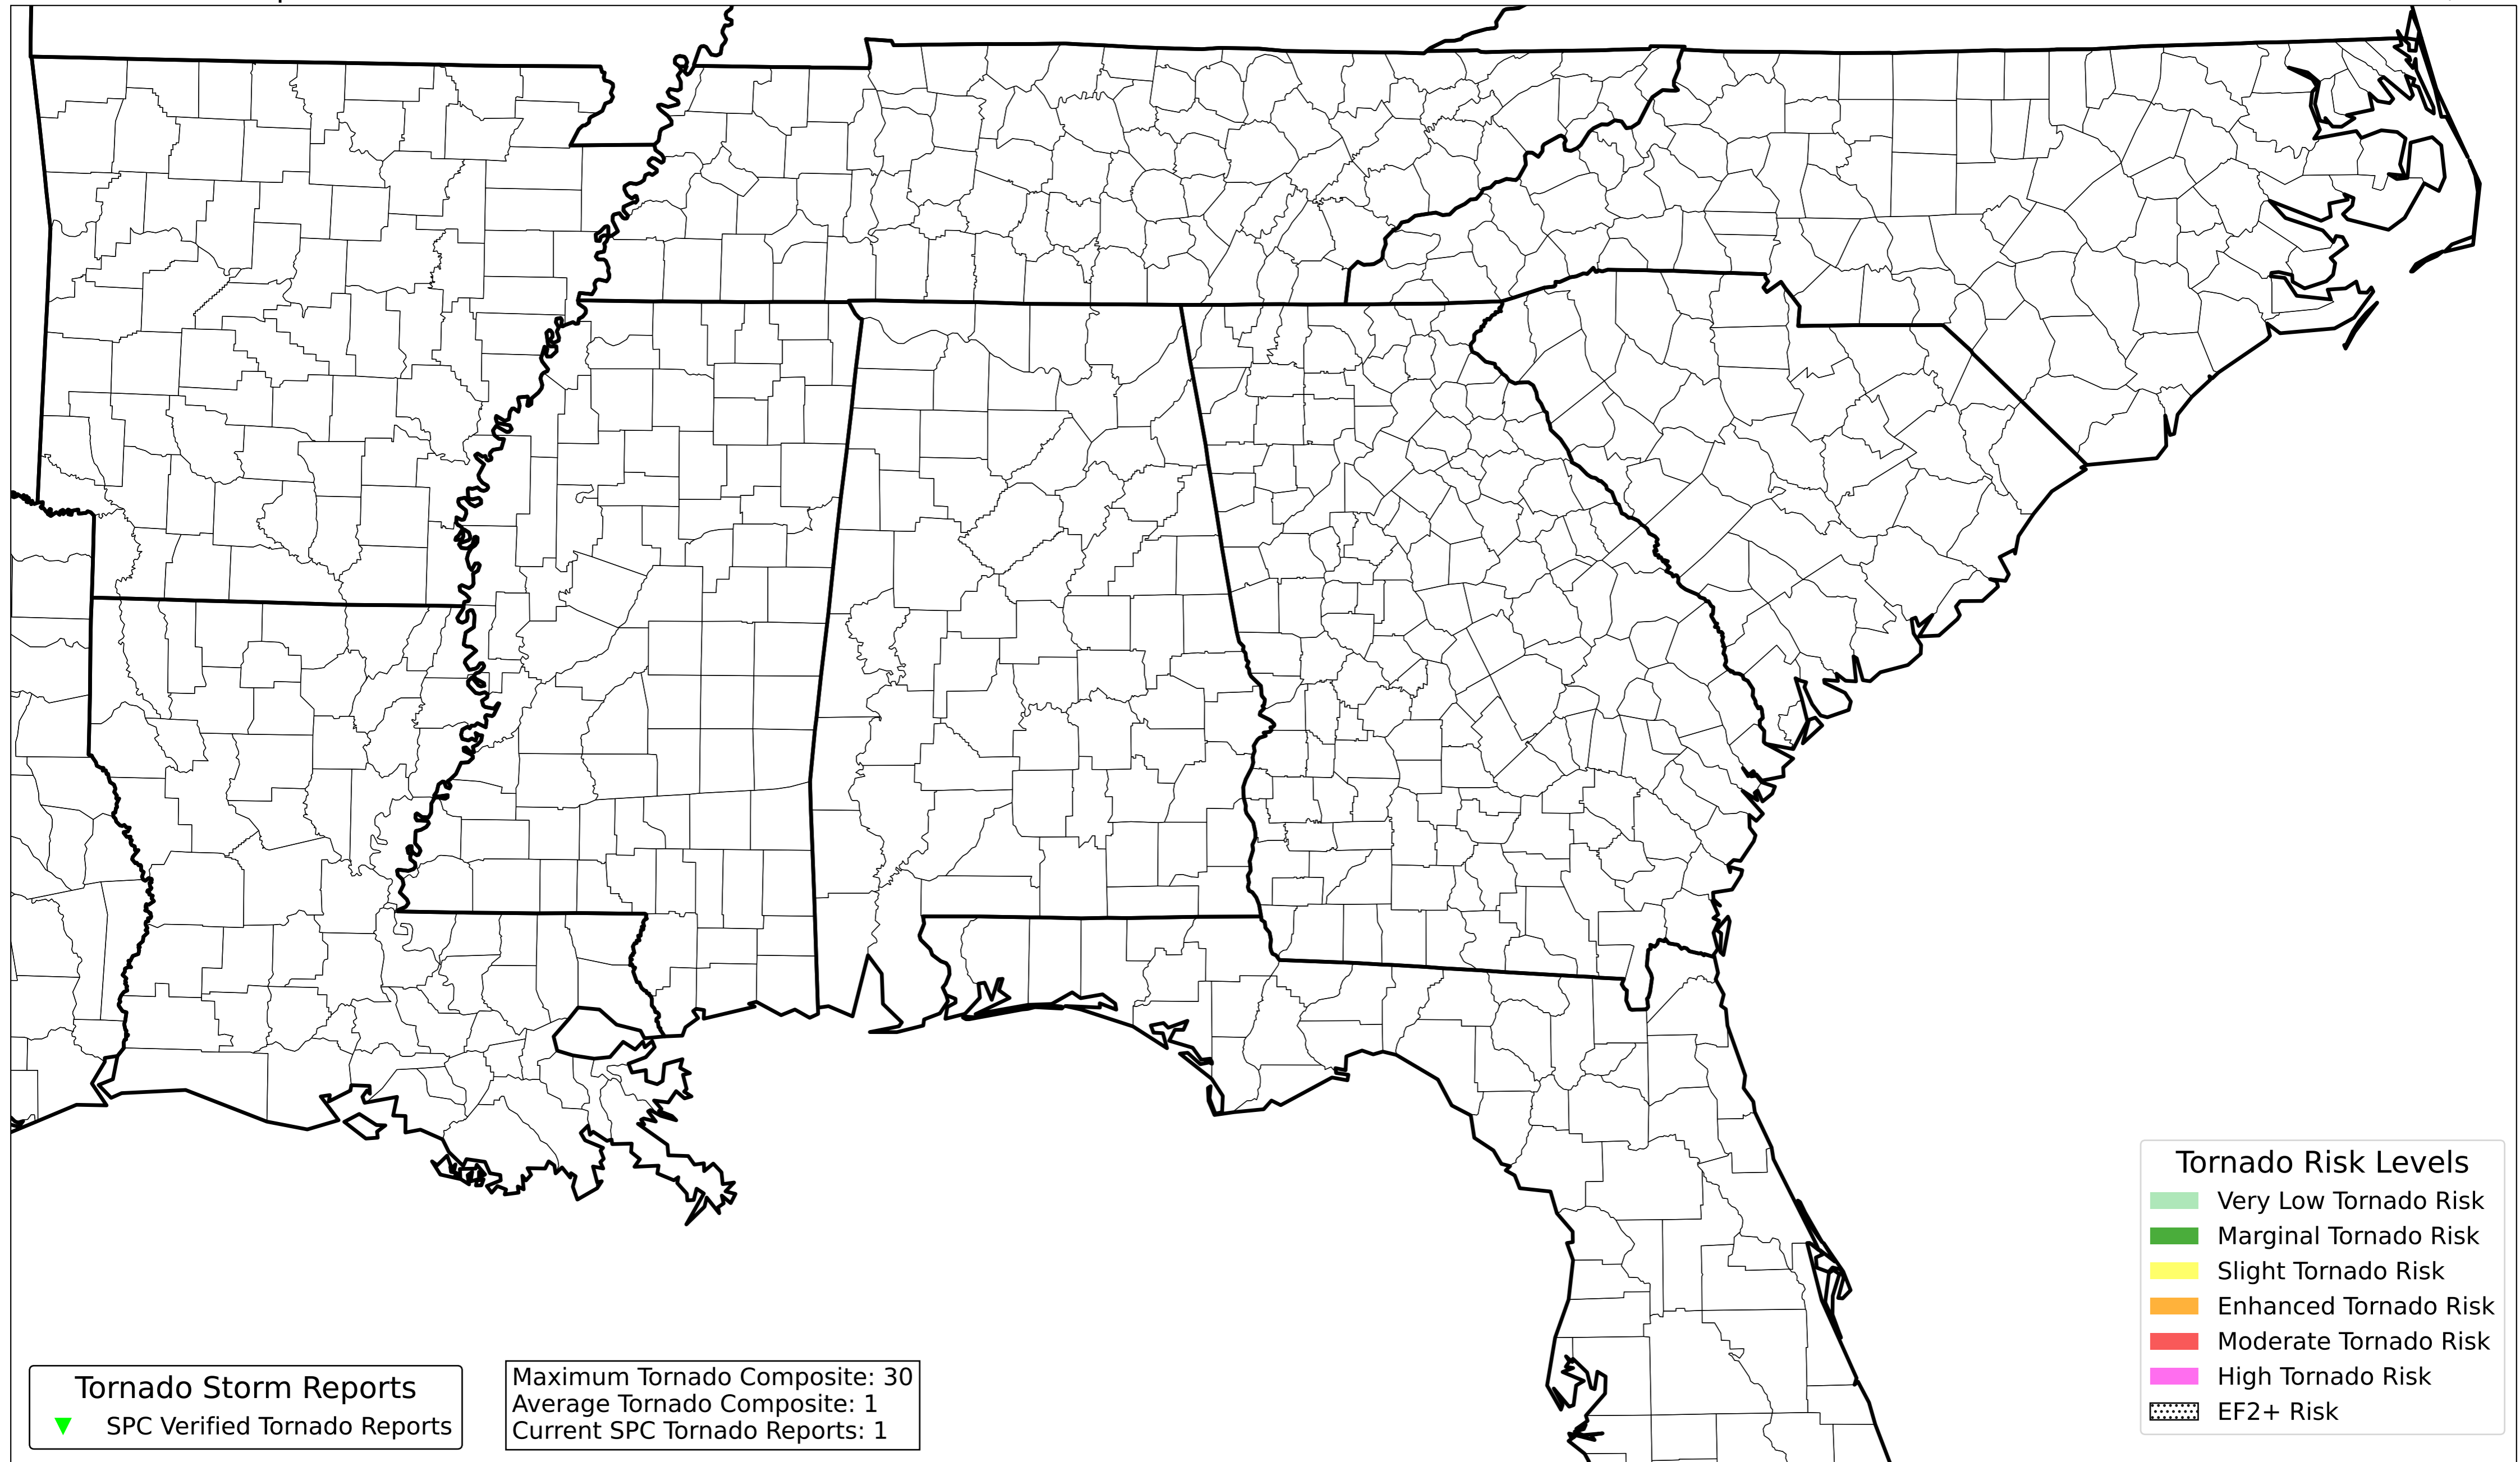 Tornado Storm Reports
SPC Verified Tornado Reports
Maximum Tornado Composite: 30
Average Tornado Composite: 1
Current SPC Tornado Reports: 1
Tornado Risk Levels
Very Low Tornado Risk
Marginal Tornado Risk
Slight Tornado Risk
Enhanced Tornado Risk
Moderate Tornado Risk
High Tornado Risk
EF2+ Risk